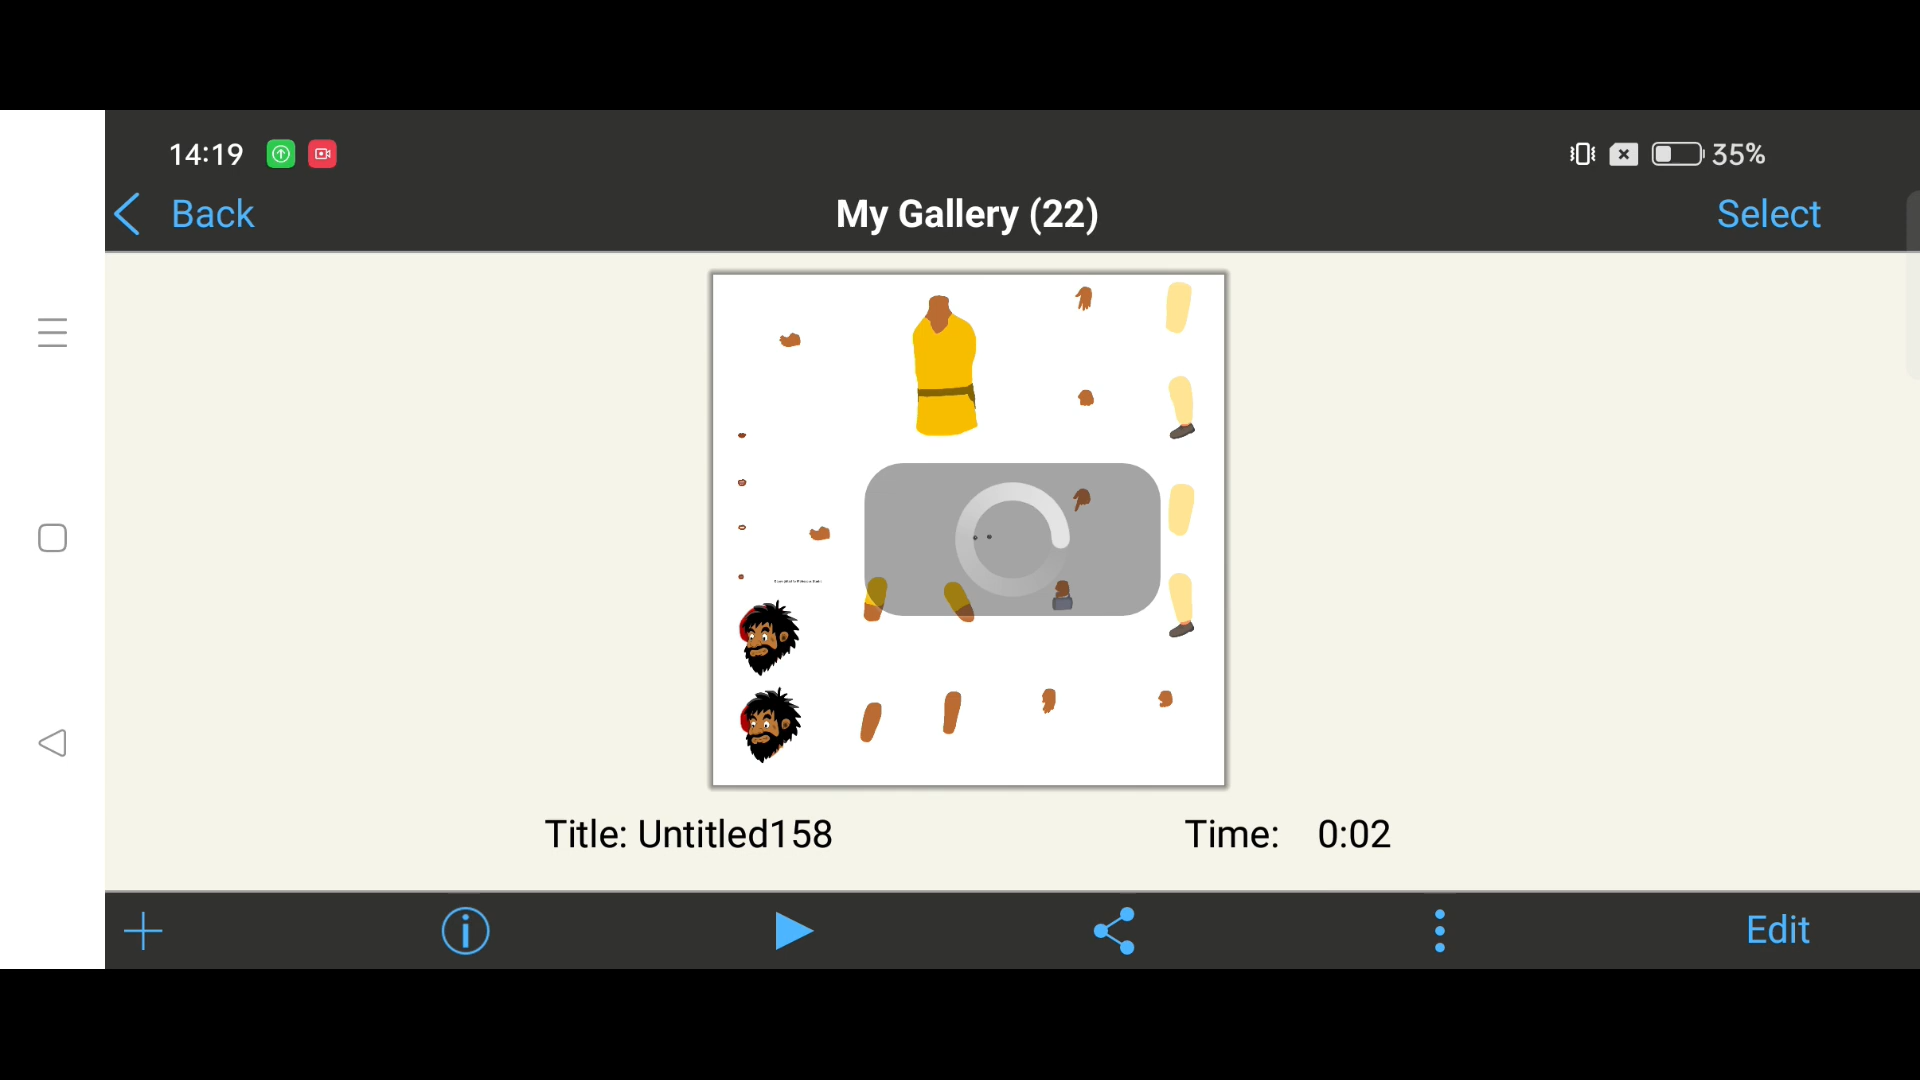 14:19
35%
Back
My Gallery (22)
Select
Title: Untitled158
Time: 0:02
Edit